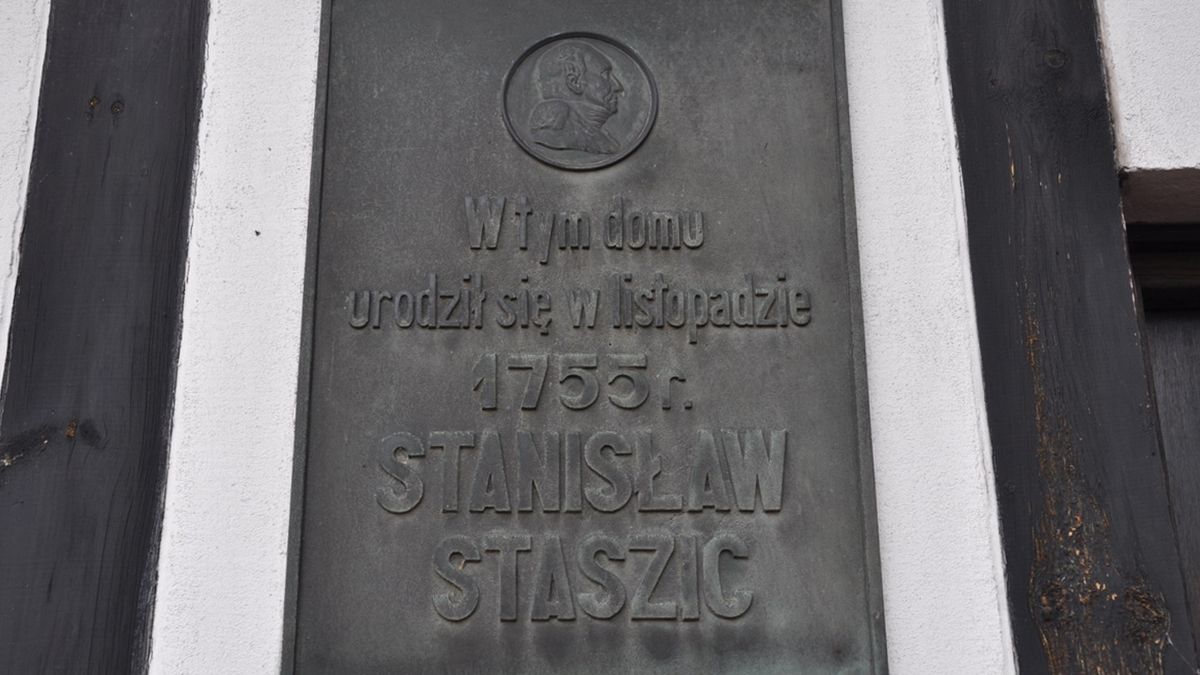 W tym domu
urodził się w listopadzie
1755 r.
STANISŁAW
STASZIC